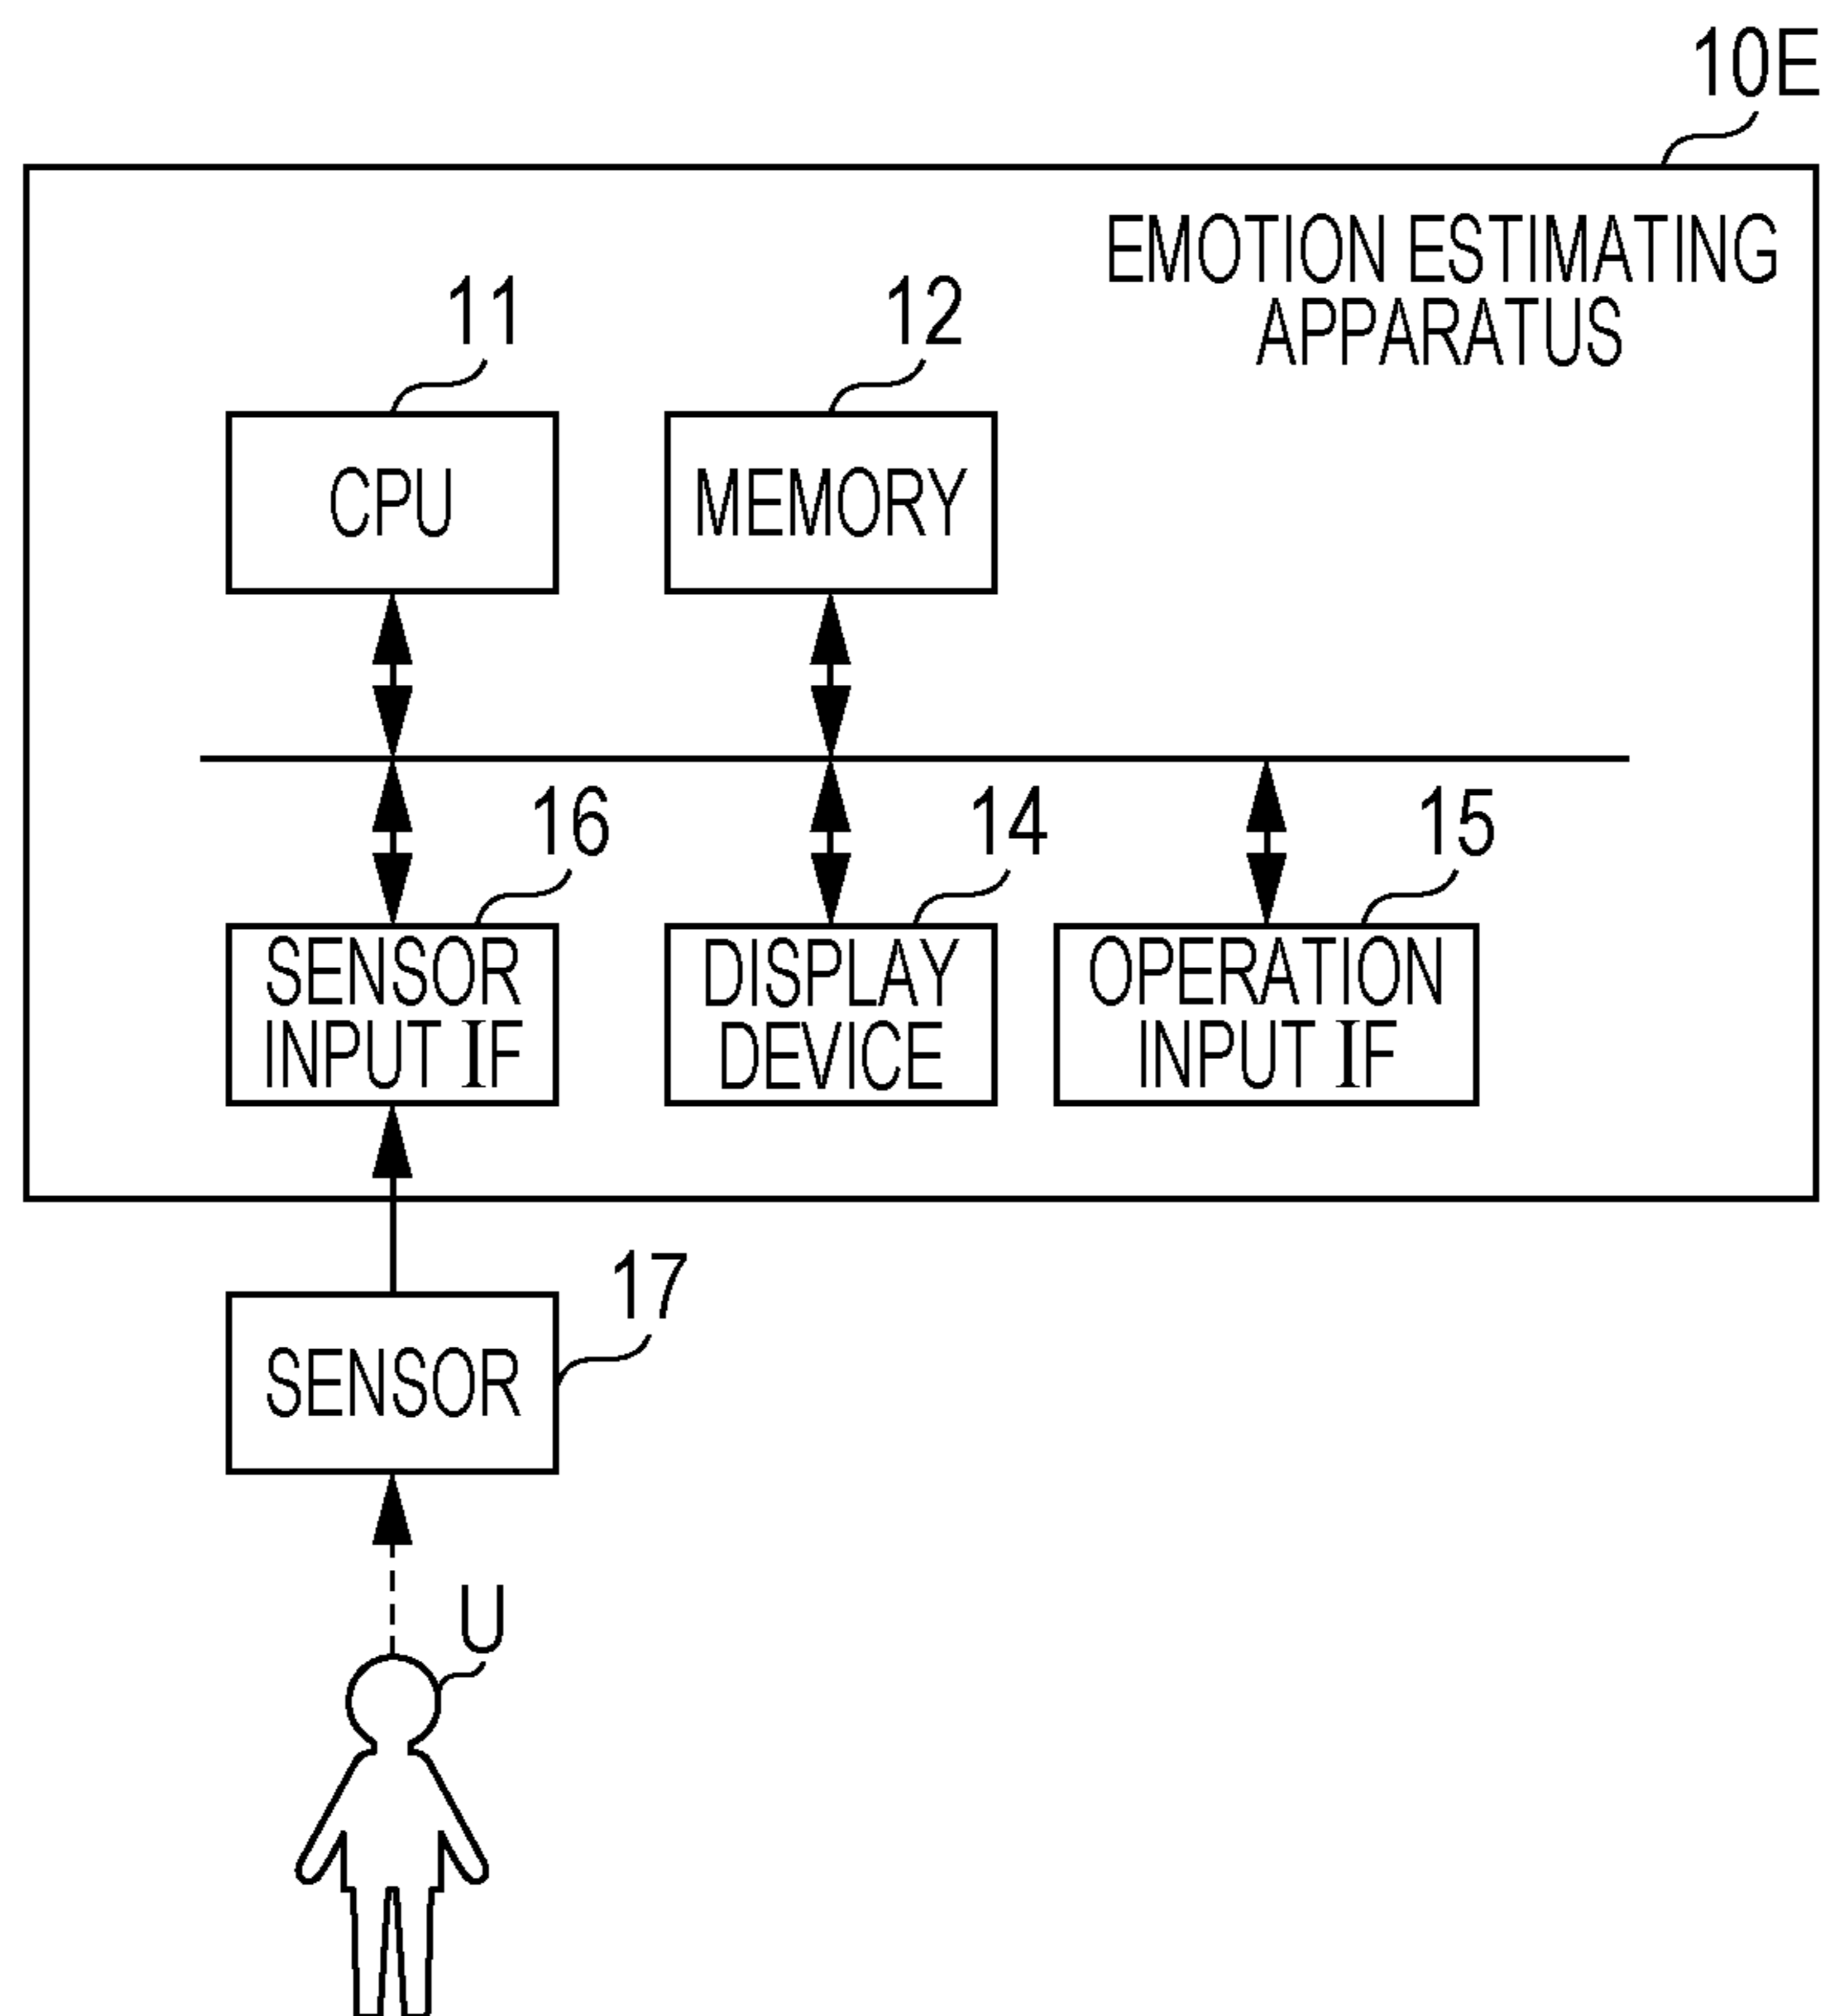 10E
EMOTION ESTIMATING
APPARATUS
11
12
CPU
MEMORY
16
14
15
SENSOR
INPUT IF
DISPLAY
DEVICE
OPERATION
INPUT IF
17
SENSOR
U